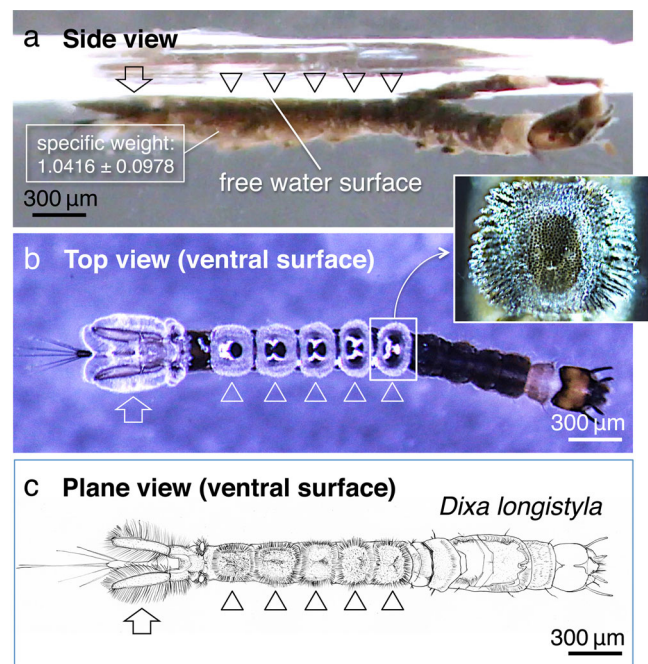 a Side view
specific weight:
1.0416 ± 0.0978
free water surface
300 µm
b Top view (ventral surface)
300 µm
c Plane view (ventral surface)
Dixa longistyla
300 µm